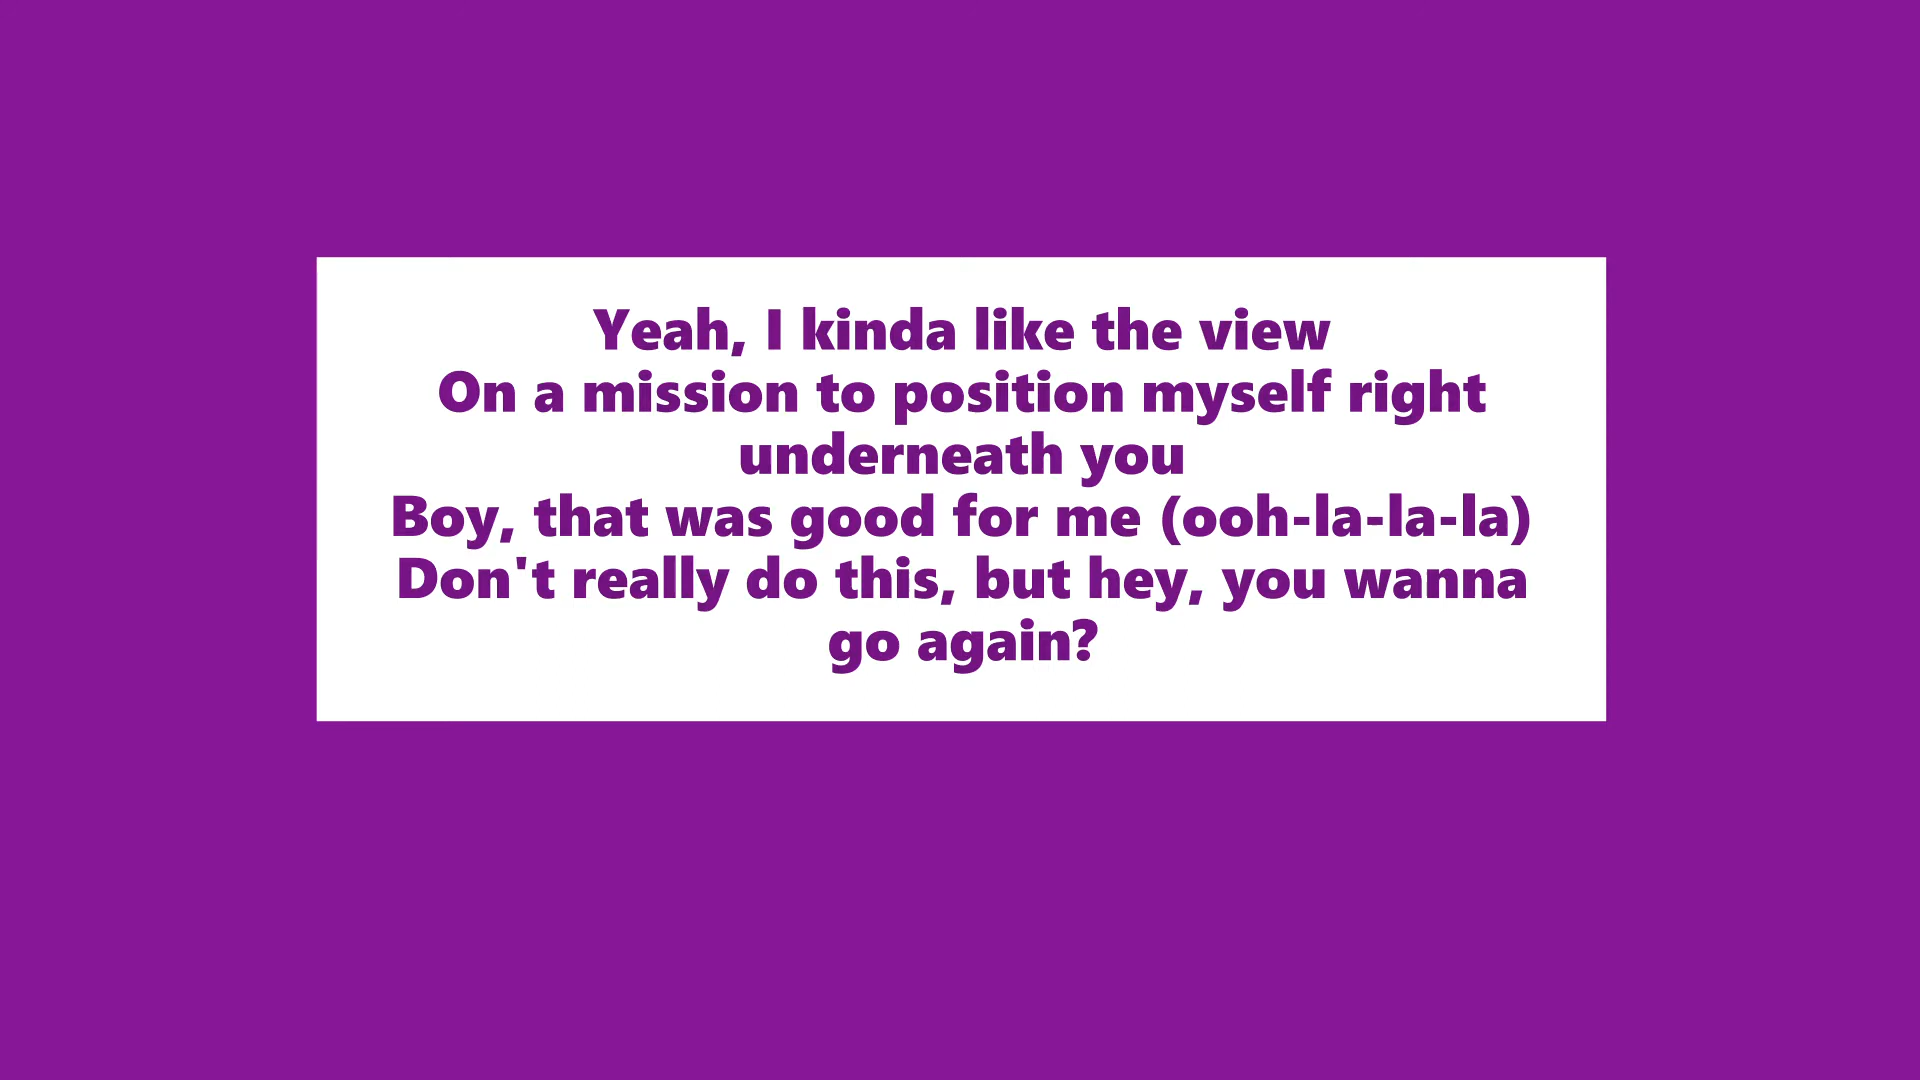 Yeah, I kinda like the view
On a mission to position myself right
underneath you
Boy, that was good for me (ooh-la-la-la)
Don't really do this, but hey, you wanna
go again?